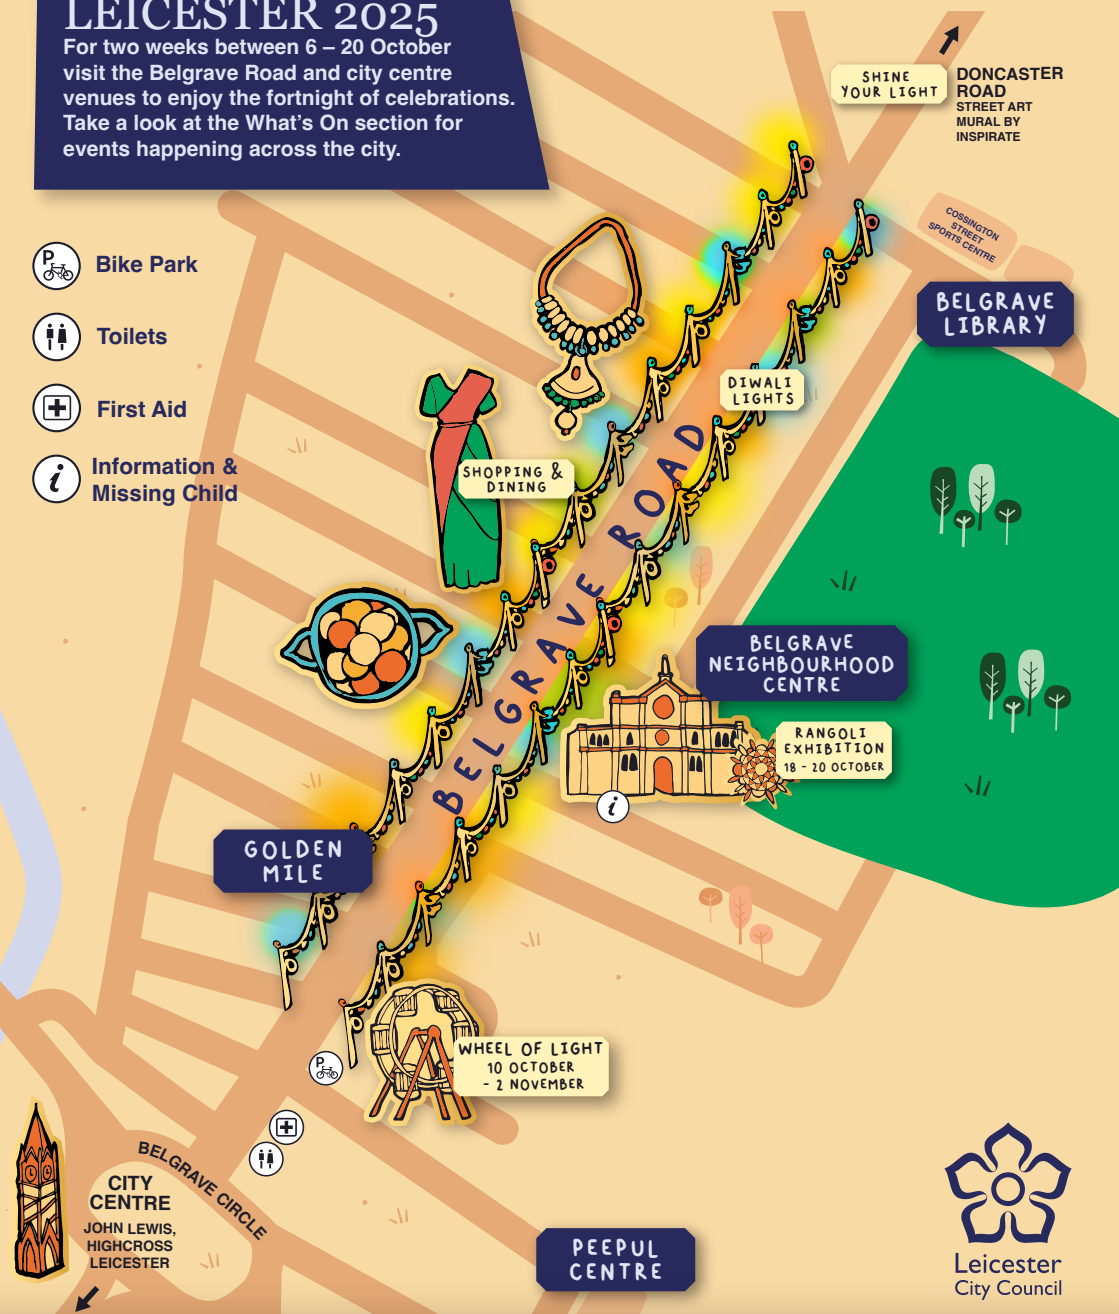 LEICESTER 2025
For two weeks between 6 – 20 October
visit the Belgrave Road and city centre
venues to enjoy the fortnight of celebrations.
Take a look at the What's On section for
events happening across the city.
SHINE
YOUR LIGHT
DONCASTER
ROAD
STREET ART
MURAL BY
INSPIRATE
P
Bike Park
Toilets
First Aid
i
Information &
Missing Child
COSSINGTON
STREET
SPORTS CENTRE
BELGRAVE
LIBRARY
DIWALI
LIGHTS
SHOPPING &
DINING
BELGRAVE ROAD
BELGRAVE
NEIGHBOURHOOD
CENTRE
RANGOLI
EXHIBITION
18 - 20 OCTOBER
i
GOLDEN
MILE
WHEEL OF LIGHT
10 OCTOBER
- 2 NOVEMBER
P
BELGRAVE CIRCLE
CITY
CENTRE
JOHN LEWIS,
HIGHCROSS
LEICESTER
PEEPUL
CENTRE
Leicester
City Council